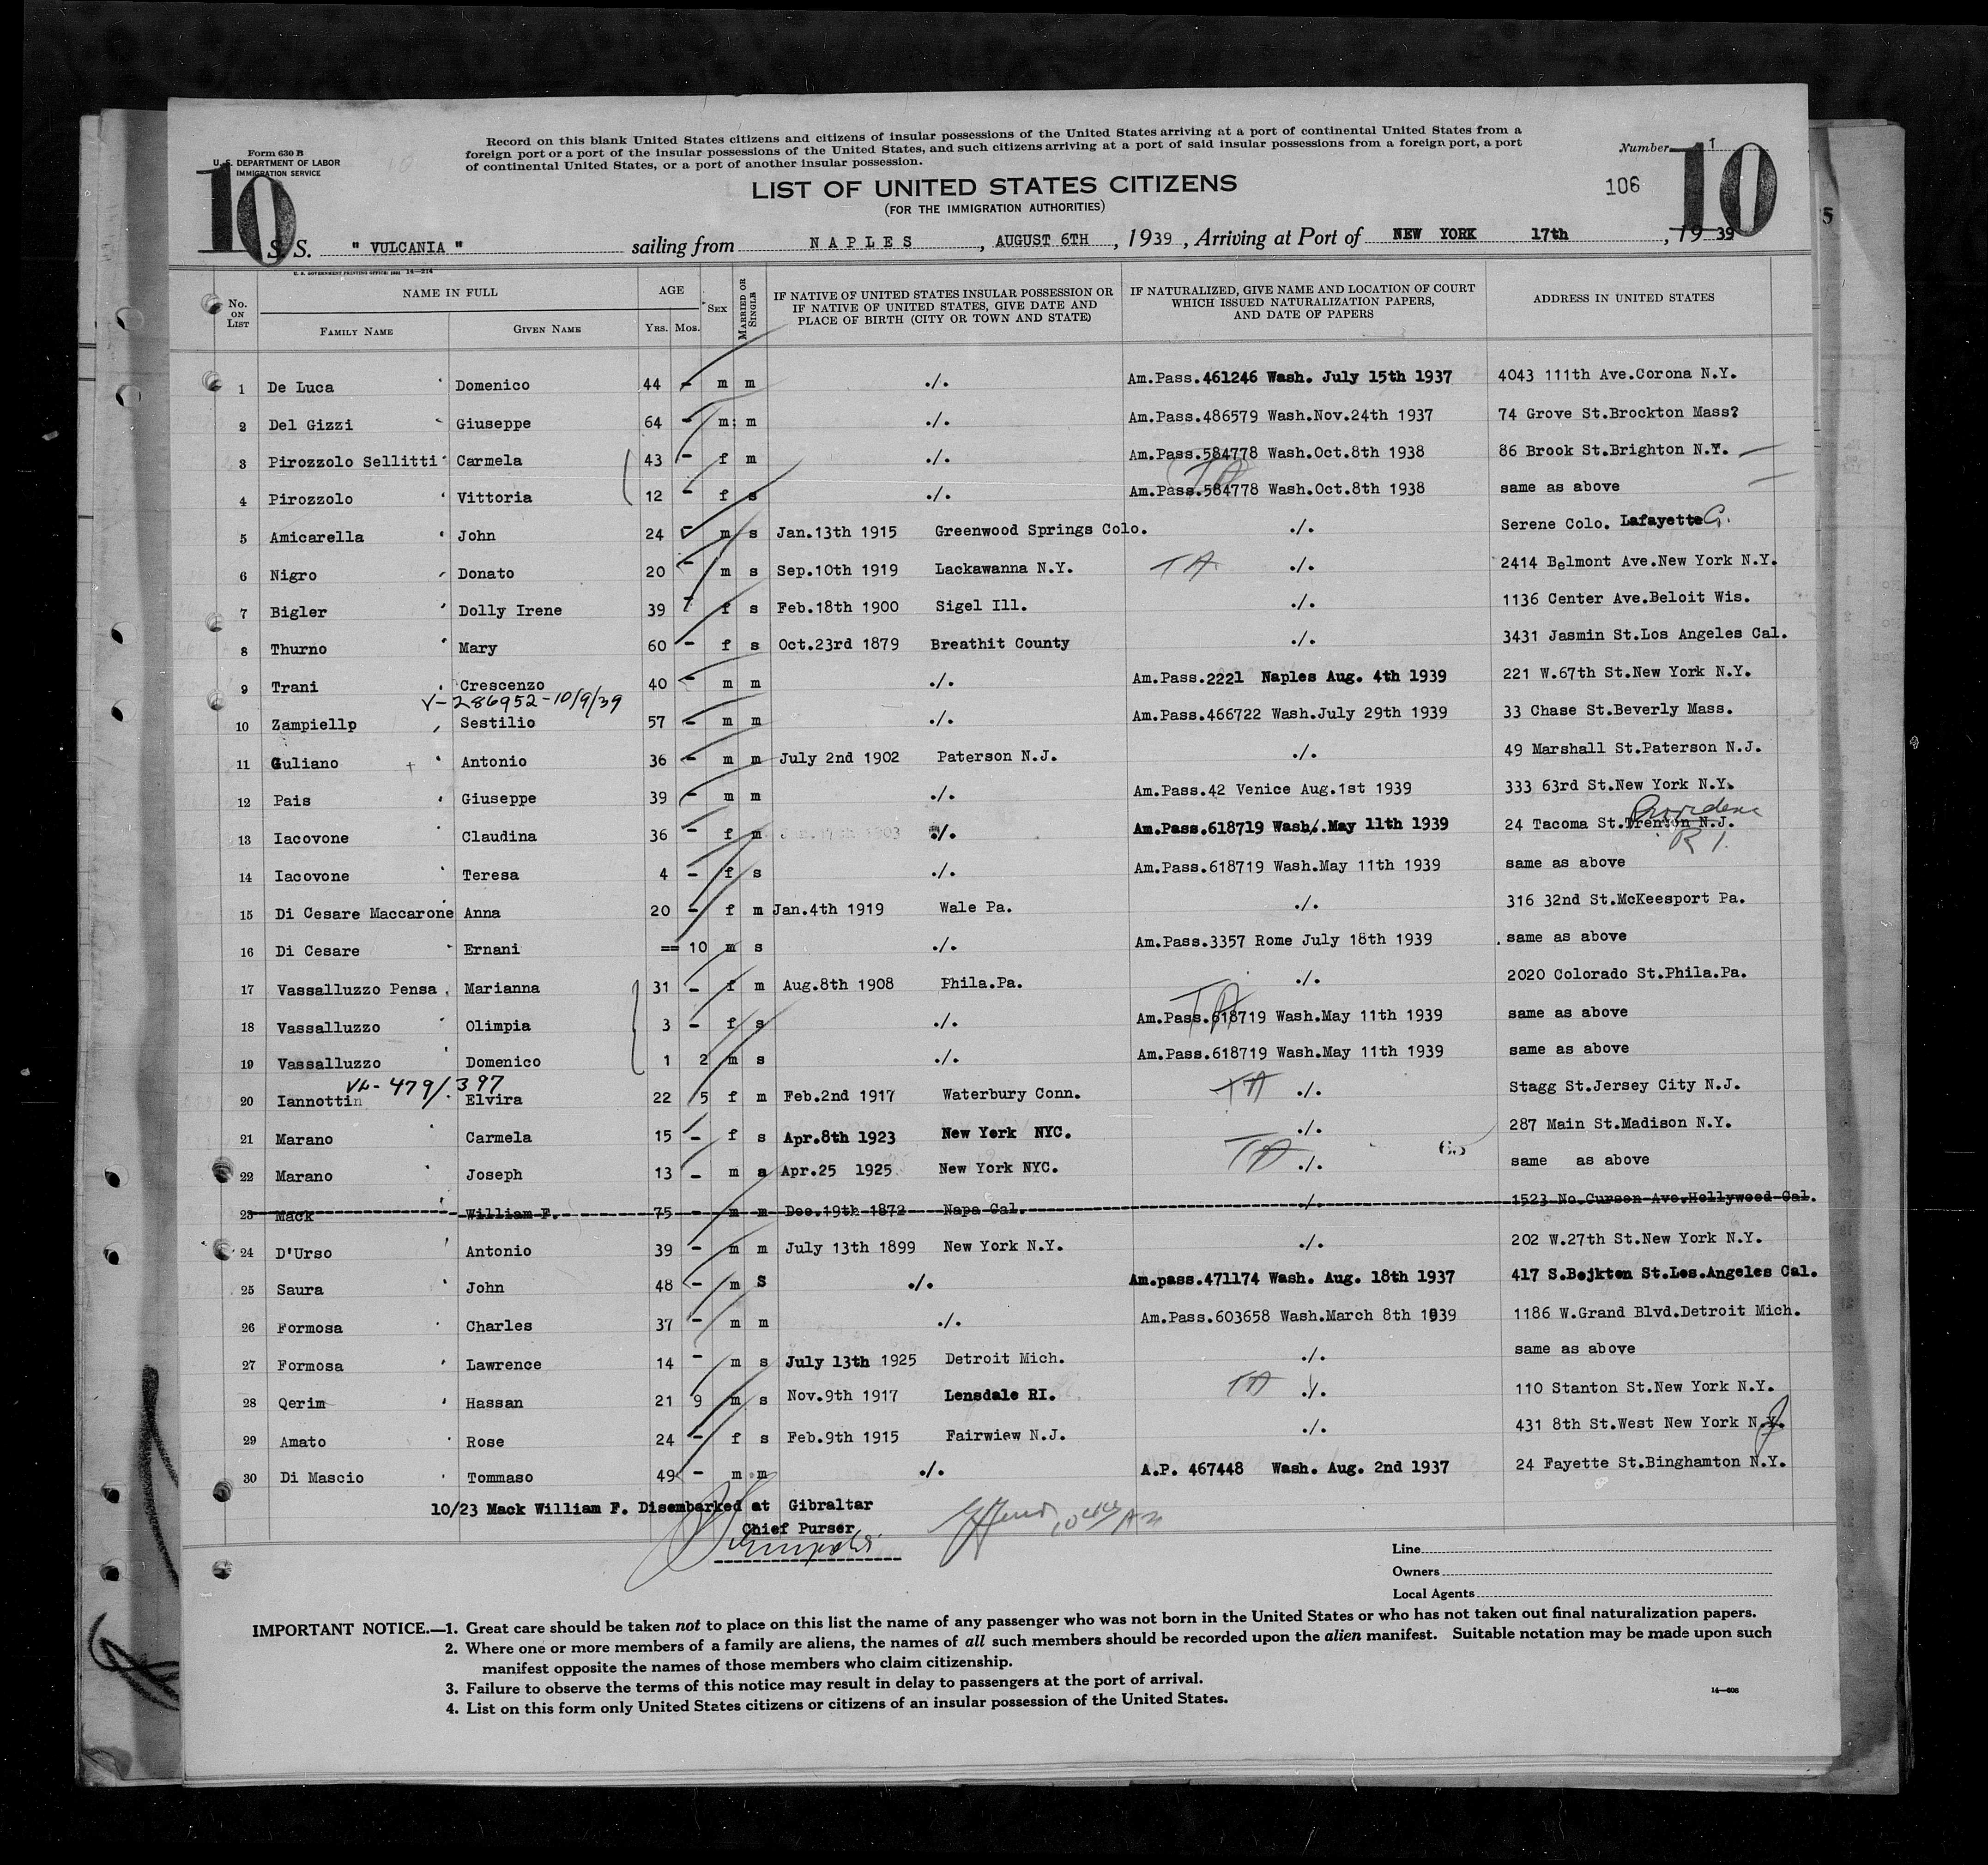 Form 630 B
U. S. DEPARTMENT OF LABOR
IMMIGRATION SERVICE
10
Record on this blank United States citizens and citizens of insular possessions of the United States arriving at a port of continental United States from a
foreign port or a port of the insular possessions of the United States, and such citizens arriving at a port of said insular possessions from a foreign port, a port
of continental United States, or a port of another insular possession.
Number 1
10
106
LIST OF UNITED STATES CITIZENS
(FOR THE IMMIGRATION AUTHORITIES)
S. S. " VULCANIA " sailing from NAPLES, AUGUST 6TH, 1939, Arriving at Port of NEW YORK 17th, 1939
U. S. GOVERNMENT PRINTING OFFICE: 1931 14—214
No. ON LIST NAME IN FULL AGE SEX MARRIED OR SINGLE IF NATIVE OF UNITED STATES INSULAR POSSESSION OR IF NATIVE OF UNITED STATES, GIVE DATE AND PLACE OF BIRTH (CITY OR TOWN AND STATE) IF NATURALIZED, GIVE NAME AND LOCATION OF COURT WHICH ISSUED NATURALIZATION PAPERS, AND DATE OF PAPERS ADDRESS IN UNITED STATES
FAMILY NAME GIVEN NAME YRS. MOS.
1 De Luca Domenico 44 - m m ./. Am.Pass.461246 Wash. July 15th 1937 4043 111th Ave.Corona N.Y.
2 Del Gizzi Giuseppe 64 - m: m ./. Am.Pass.486579 Wash.Nov.24th 1937 74 Grove St.Brockton Mass?
3 Pirozzolo Sellitti Carmela 43 - f m ./. Am.Pass.584778 Wash.Oct.8th 1938 86 Brook St.Brighton N.Y.
TA
4 Pirozzolo Vittoria 12 - f s ./. Am.Pass.584778 Wash.Oct.8th 1938 same as above
5 Amicarella John 24 - m s Jan.13th 1915 Greenwood Springs Colo. ./. Serene Colo. Lafayette
6 Nigro Donato 20 - m s Sep.10th 1919 Lackawanna N.Y. TA ./. 2414 Belmont Ave.New York N.Y.
7 Bigler Dolly Irene 39 - f s Feb.18th 1900 Sigel Ill. ./. 1136 Center Ave.Beloit Wis.
8 Thurno Mary 60 - f s Oct.23rd 1879 Breathit County ./. 3431 Jasmin St.Los Angeles Cal.
9 Trani Crescenzo 40 - m m ./. Am.Pass.2221 Naples Aug. 4th 1939 221 W.67th St.New York N.Y.
V-286952-10/9/39
10 Zampiellp Sestilio 57 - m m ./. Am.Pass.466722 Wash.July 29th 1939 33 Chase St.Beverly Mass.
11 Guliano + Antonio 36 - m m July 2nd 1902 Paterson N.J. ./. 49 Marshall St.Paterson N.J.
12 Pais Giuseppe 39 - m m ./. Am.Pass.42 Venice Aug.1st 1939 333 63rd St.New York N.Y.
Providence
13 Iacovone Claudina 36 - f m ./. Am.Pass.618719 Wash. May 11th 1939 24 Tacoma St.Trenton N.J.
R I.
14 Iacovone Teresa 4 - f s ./. Am.Pass.618719 Wash.May 11th 1939 same as above
15 Di Cesare Maccarone Anna 20 - f m Jan.4th 1919 Wale Pa. ./. 316 32nd St.McKeesport Pa.
16 Di Cesare Ernani == 10 m s ./. Am.Pass.3357 Rome July 18th 1939 same as above
17 Vassalluzzo Pensa Marianna 31 - f m Aug.8th 1908 Phila.Pa. ./. 2020 Colorado St.Phila.Pa.
TA
18 Vassalluzzo Olimpia 3 - f s ./. Am.Pass.618719 Wash.May 11th 1939 same as above
19 Vassalluzzo Domenico 1 2 m s ./. Am.Pass.618719 Wash.May 11th 1939 same as above
20 Iannottin Elvira 22 5 f m Feb.2nd 1917 Waterbury Conn. TA ./. Stagg St.Jersey City N.J.
21 Marano Carmela 15 - f s Apr.8th 1923 New York NYC. ./. 287 Main St.Madison N.Y.
22 Marano Joseph 13 - m s Apr.25 1925 New York NYC. TA ./. same as above
23 Mack William F. 75 - m m Dec.19th 1872 Napa Cal. ./. 1523 No.Curson Ave.Hollywood Cal.
24 D'Urso Antonio 39 - m m July 13th 1899 New York N.Y. ./. 202 W.27th St.New York N.Y.
25 Saura John 48 - m S ./. Am.pass.471174 Wash. Aug. 18th 1937 417 S.Bojkton St.Los.Angeles Cal.
26 Formosa Charles 37 - m m ./. Am.Pass.603658 Wash.March 8th 1939 1186 W.Grand Blvd.Detroit Mich.
27 Formosa Lawrence 14 - m s July 13th 1925 Detroit Mich. ./. same as above
28 Qerim Hassan 21 9 m s Nov.9th 1917 Lensdale RI. TA ./. 110 Stanton St.New York N.Y.
29 Amato Rose 24 - f s Feb.9th 1915 Fairwiew N.J. ./. 431 8th St.West New York N.Y. J
30 Di Mascio Tommaso 49 - m m ./. A.P. 467448 Wash. Aug. 2nd 1937 24 Fayette St.Binghamton N.Y.
10/23 Mack William F. Disembarked at Gibraltar
Chief Purser
Line
Owners
Local Agents
IMPORTANT NOTICE.—1. Great care should be taken not to place on this list the name of any passenger who was not born in the United States or who has not taken out final naturalization papers.
2. Where one or more members of a family are aliens, the names of all such members should be recorded upon the alien manifest. Suitable notation may be made upon such
manifest opposite the names of those members who claim citizenship.
3. Failure to observe the terms of this notice may result in delay to passengers at the port of arrival.
4. List on this form only United States citizens or citizens of an insular possession of the United States.
14—608